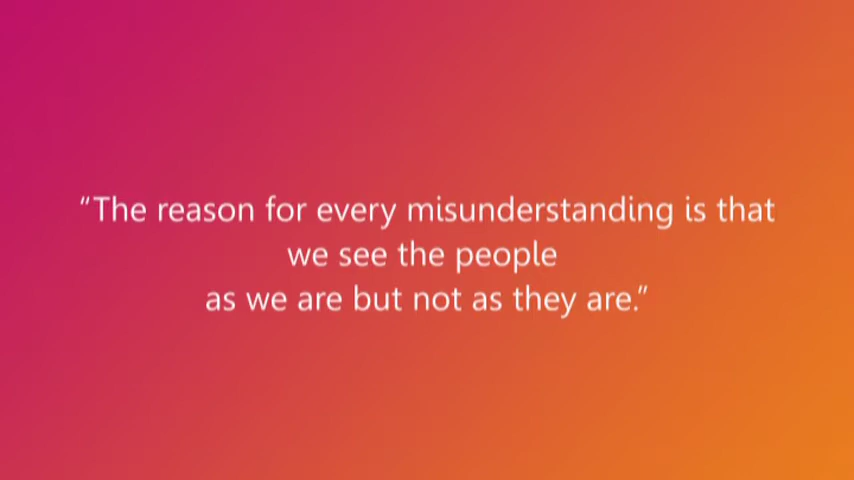 “The reason for every misunderstanding is that
we see the people
as we are but not as they are.”